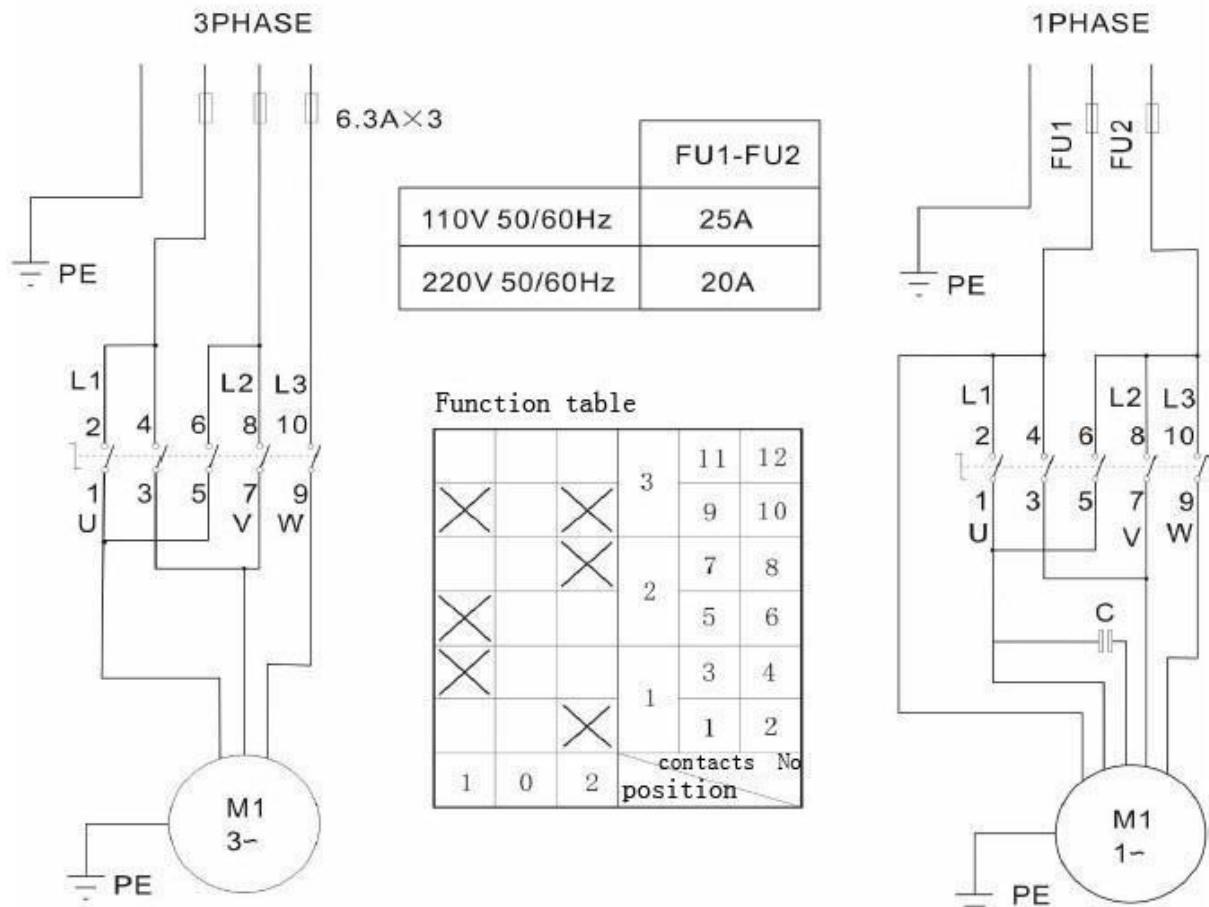 3PHASE
6.3A×3
PE
L1 L2 L3
2 4 6 8 10
1 3 5 7 9
U V W
M1
3~
PE
FU1-FU2
110V 50/60Hz 25A
220V 50/60Hz 20A
Function table
3 11 12
9 10
2 7 8
5 6
1 3 4
1 2
contacts No
1 0 2 position
1PHASE
FU1 FU2
PE
L1 L2 L3
2 4 6 8 10
1 3 5 7 9
U V W
C
M1
1~
PE